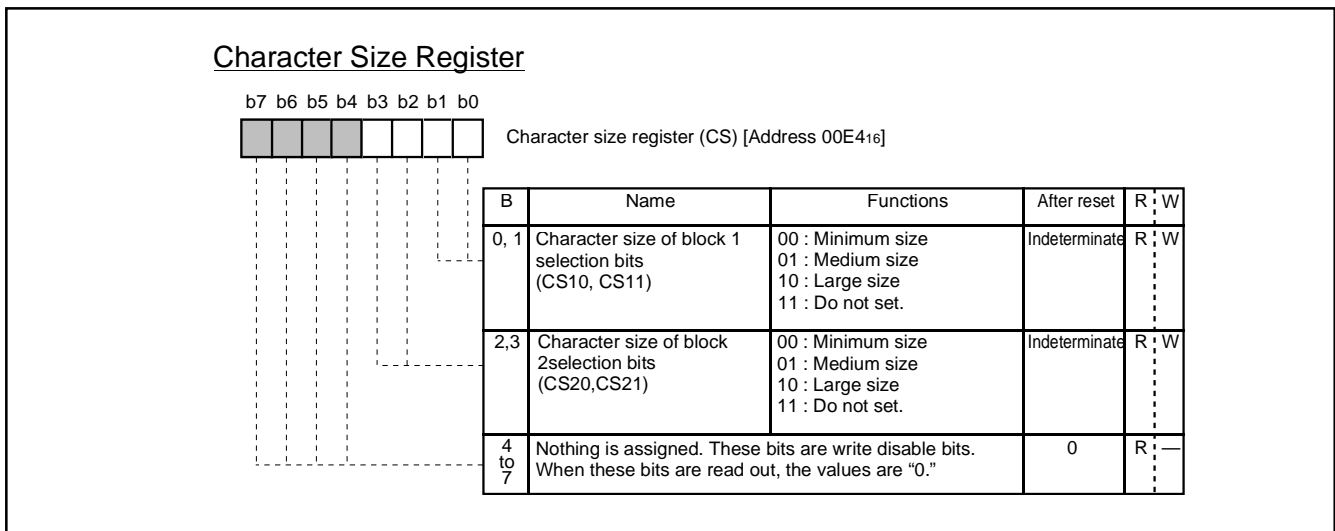 Character Size Register
b7 b6 b5 b4 b3 b2 b1 b0
Character size register (CS) [Address 00E416]
B Name Functions After reset R W
0, 1 Character size of block 1 00 : Minimum size Indeterminate R W
selection bits 01 : Medium size
(CS10, CS11) 10 : Large size
11 : Do not set.
2,3 Character size of block 00 : Minimum size Indeterminate R W
2selection bits 01 : Medium size
(CS20,CS21) 10 : Large size
11 : Do not set.
4 to 7 Nothing is assigned. These bits are write disable bits. 0 R —
When these bits are read out, the values are “0.”